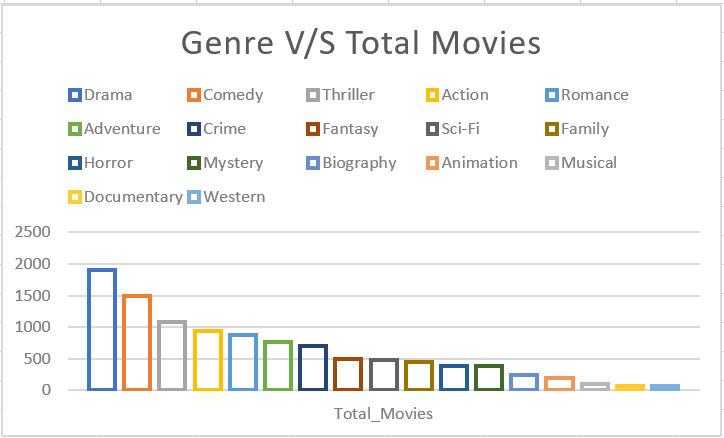 Genre V/S Total Movies
Drama Comedy Thriller Action Romance
Adventure Crime Fantasy Sci-Fi Family
Horror Mystery Biography Animation Musical
Documentary Western
2500
2000
1500
1000
500
0
Total_Movies